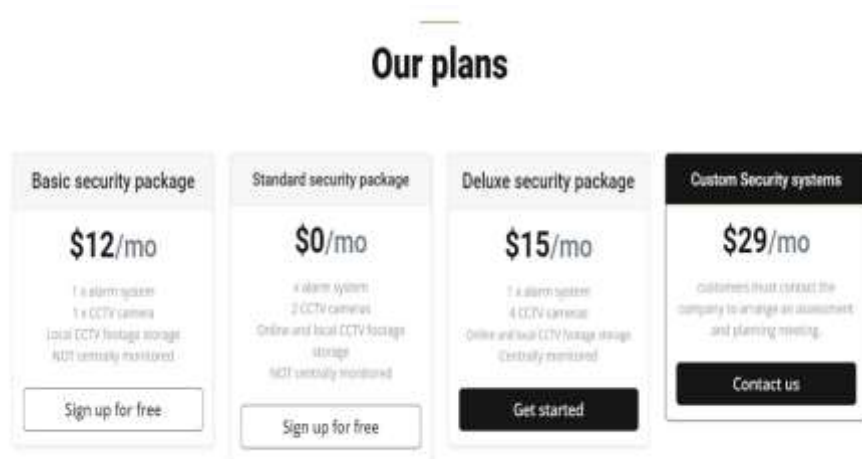 Our plans
Basic security package
$12/mo
1 x alarm system
1 x CCTV camera
Local CCTV footage storage
NOT centrally monitored
Sign up for free
Standard security package
$0/mo
x alarm system
2 CCTV cameras
Online and local CCTV footage
storage
NOT centrally monitored
Sign up for free
Deluxe security package
$15/mo
1 x alarm system
4 CCTV cameras
Online and local CCTV footage storage
Centrally monitored
Get started
Custom Security systems
$29/mo
customers must contact the
company to arrange an assessment
and planning meeting.
Contact us